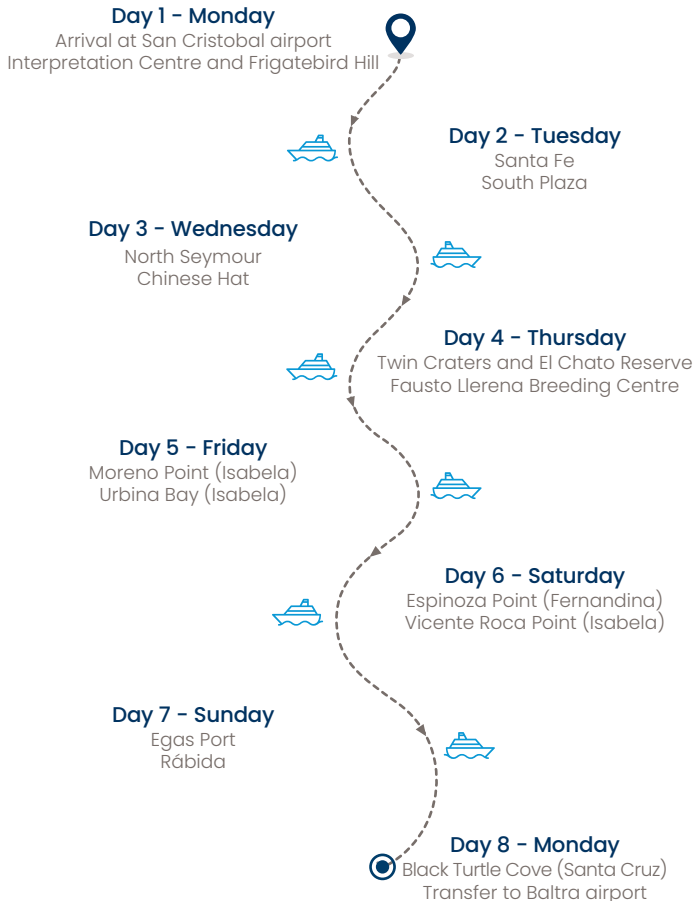 Day 1 - Monday
Arrival at San Cristobal airport
Interpretation Centre and Frigatebird Hill
Day 2 - Tuesday
Santa Fe
South Plaza
Day 3 - Wednesday
North Seymour
Chinese Hat
Day 4 - Thursday
Twin Craters and El Chato Reserve
Fausto Llerena Breeding Centre
Day 5 - Friday
Moreno Point (Isabela)
Urbina Bay (Isabela)
Day 6 - Saturday
Espinoza Point (Fernandina)
Vicente Roca Point (Isabela)
Day 7 - Sunday
Egas Port
Rábida
Day 8 - Monday
Black Turtle Cove (Santa Cruz)
Transfer to Baltra airport